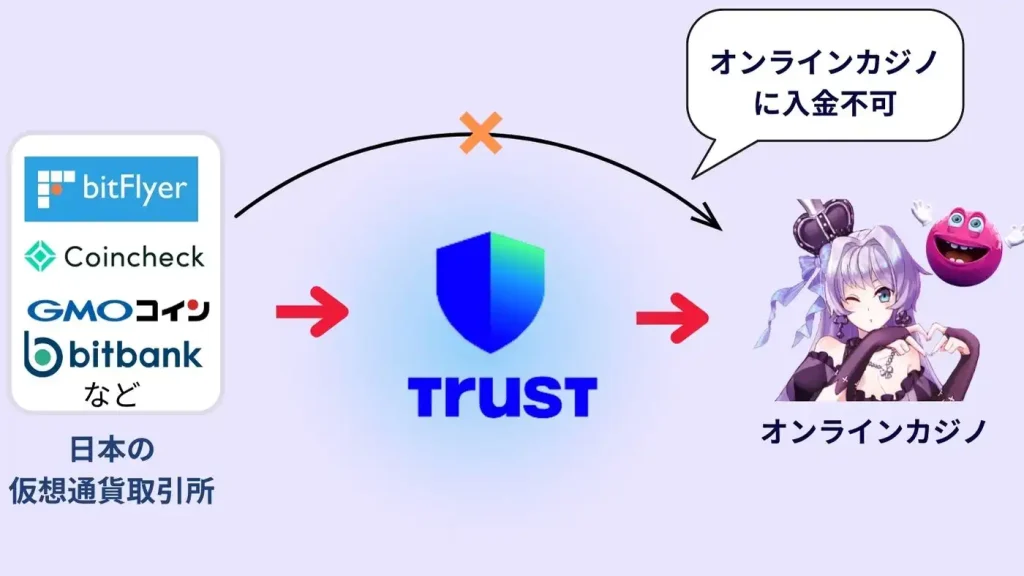 オンラインカジノ
に入金不可
bitFlyer
Coincheck
GMOコイン
bitbank
など
日本の
仮想通貨取引所
TrusT
オンラインカジノ